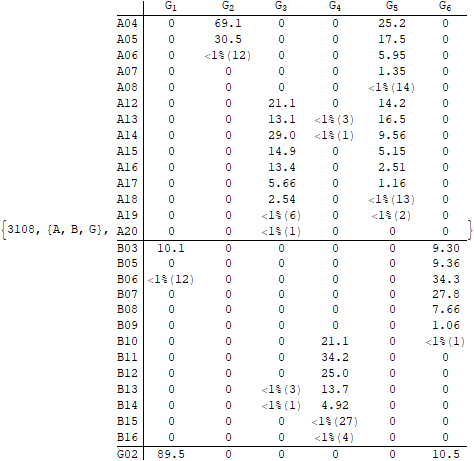 G1 G2 G3 G4 G5 G6
A04 0 69.1 0 0 25.2 0
A05 0 30.5 0 0 17.5 0
A06 0 <1%(12) 0 0 5.95 0
A07 0 0 0 0 1.35 0
A08 0 0 0 0 <1%(14) 0
A12 0 0 21.1 0 14.2 0
A13 0 0 13.1 <1%(3) 16.5 0
A14 0 0 29.0 <1%(1) 9.56 0
A15 0 0 14.9 0 5.15 0
A16 0 0 13.4 0 2.51 0
A17 0 0 5.66 0 1.16 0
A18 0 0 2.54 0 <1%(13) 0
A19 0 0 <1%(6) 0 <1%(2) 0
{3108, {A, B, G}, A20 0 0 <1%(1) 0 0 0 }
B03 10.1 0 0 0 0 9.30
B05 0 0 0 0 0 9.36
B06 <1%(12) 0 0 0 0 34.3
B07 0 0 0 0 0 27.8
B08 0 0 0 0 0 7.66
B09 0 0 0 0 0 1.06
B10 0 0 0 21.1 0 <1%(1)
B11 0 0 0 34.2 0 0
B12 0 0 0 25.0 0 0
B13 0 0 <1%(3) 13.7 0 0
B14 0 0 <1%(1) 4.92 0 0
B15 0 0 0 <1%(27) 0 0
B16 0 0 0 <1%(4) 0 0
G02 89.5 0 0 0 0 10.5